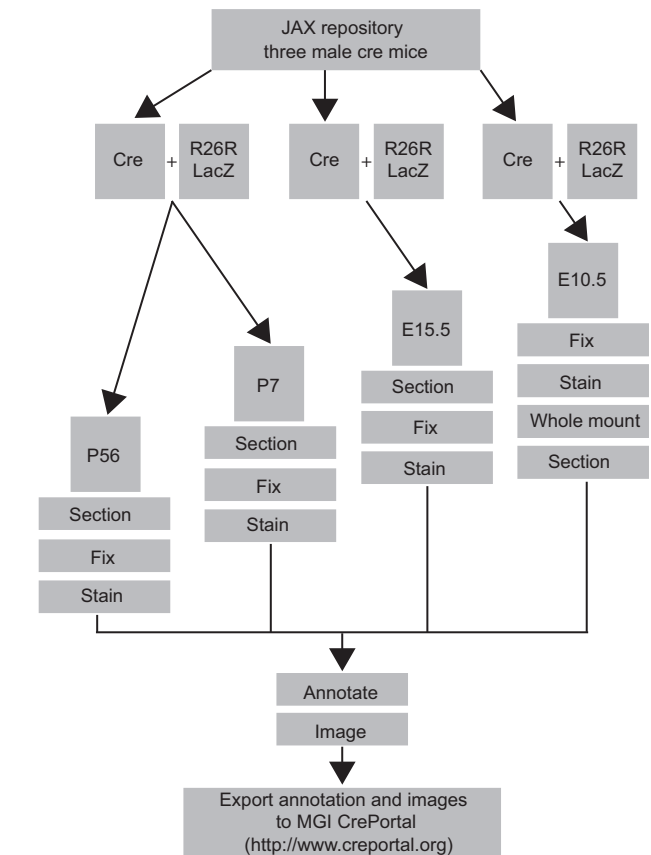 JAX repository
three male cre mice
Cre + R26R LacZ
Cre + R26R LacZ
Cre + R26R LacZ
P56
Section
Fix
Stain
P7
Section
Fix
Stain
E15.5
Section
Fix
Stain
E10.5
Fix
Stain
Whole mount
Section
Annotate
Image
Export annotation and images
to MGI CrePortal
(http://www.creportal.org)